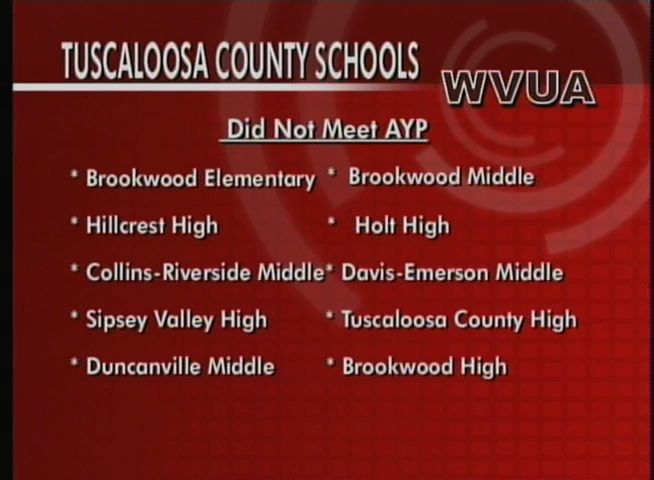 TUSCALOOSA COUNTY SCHOOLS
WVUA
Did Not Meet AYP
* Brookwood Elementary * Brookwood Middle
* Hillcrest High * Holt High
* Collins-Riverside Middle * Davis-Emerson Middle
* Sipsey Valley High * Tuscaloosa County High
* Duncanville Middle * Brookwood High